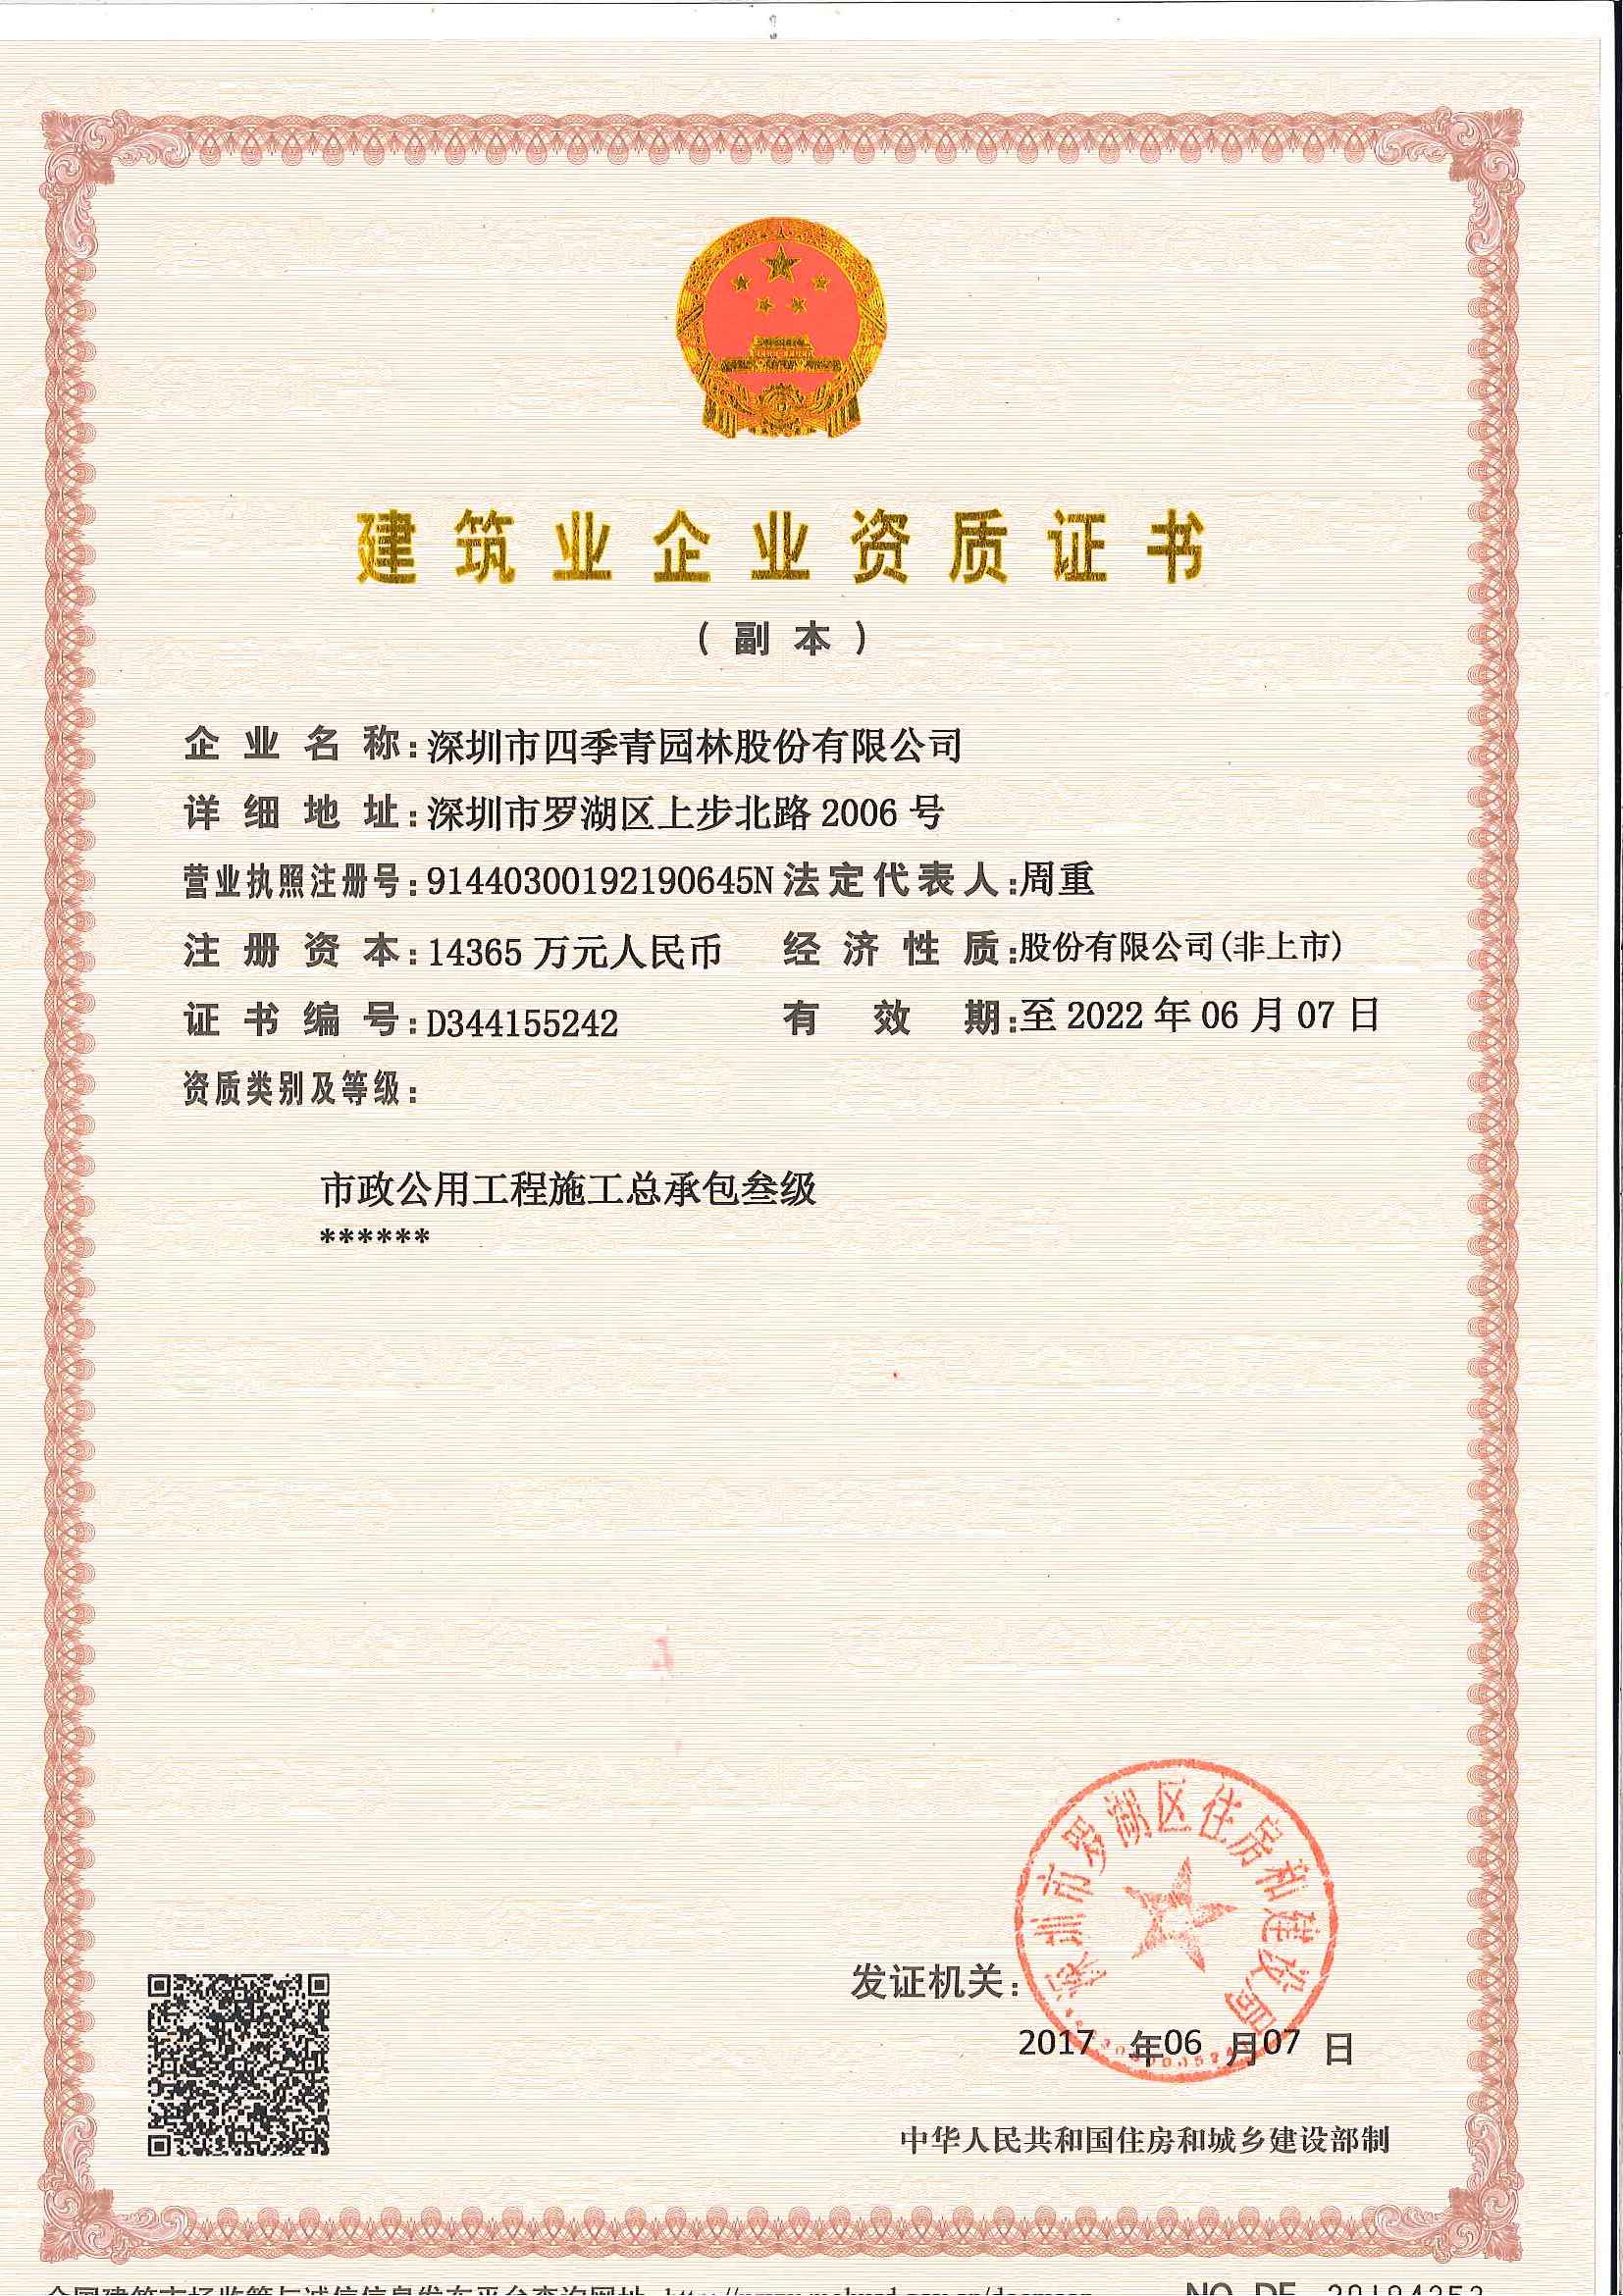 建筑业企业资质证书
(副本)
企业名称:深圳市四季青园林股份有限公司
详细地址:深圳市罗湖区上步北路 2006 号
营业执照注册号:91440300192190645N 法定代表人:周重
注册资本:14365 万元人民币 经济性质:股份有限公司(非上市)
证书编号:D344155242 有效期:至 2022 年 06 月 07 日
资质类别及等级:
市政公用工程施工总承包叁级
******
深圳市罗湖区住房和建设局
发证机关:
2017 年06 月07 日
中华人民共和国住房和城乡建设部制